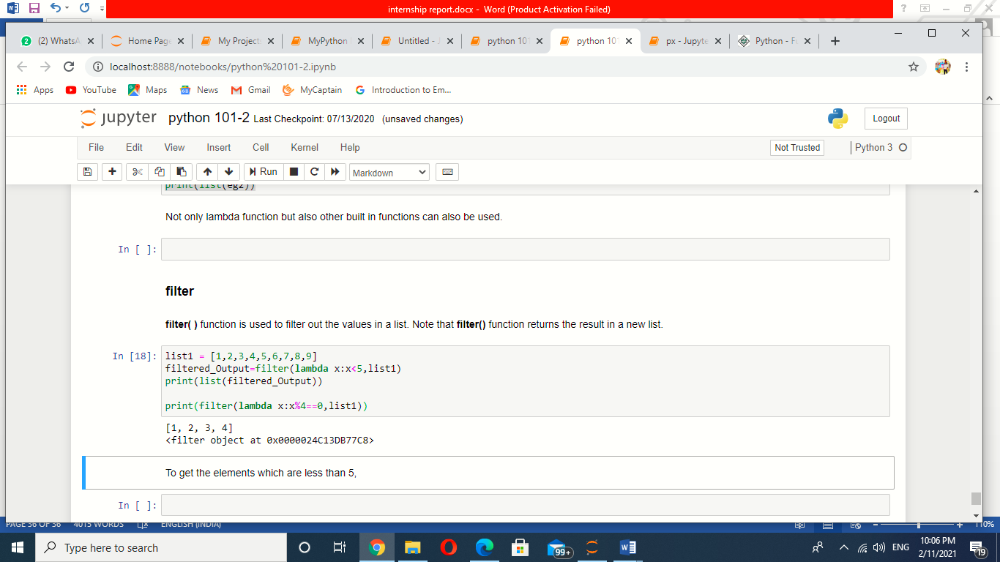 internship report.docx - Word (Product Activation Failed)
(2) WhatsA
Home Page
My Project
MyPython
Untitled - J
python 10
python 101
px - Jupyte
Python - Fu
localhost:8888/notebooks/python%20101-2.ipynb
Apps
YouTube
Maps
News
Gmail
MyCaptain
Introduction to Em...
jupyter python 101-2 Last Checkpoint: 07/13/2020 (unsaved changes)
Logout
File Edit View Insert Cell Kernel Help
Not Trusted
Python 3
Run
Markdown
print(list(eg2))
Not only lambda function but also other built in functions can also be used.
In [ ]:
filter
filter( ) function is used to filter out the values in a list. Note that filter() function returns the result in a new list.
In [18]:
list1 = [1,2,3,4,5,6,7,8,9]
filtered_Output=filter(lambda x:x<5,list1)
print(list(filtered_Output))
print(filter(lambda x:x%4==0,list1))
[1, 2, 3, 4]
<filter object at 0x0000024C13DB77C8>
To get the elements which are less than 5,
In [ ]:
PAGE 36 OF 36 4015 WORDS ENGLISH (INDIA)
110%
Type here to search
99+
ENG
10:06 PM
2/11/2021
19